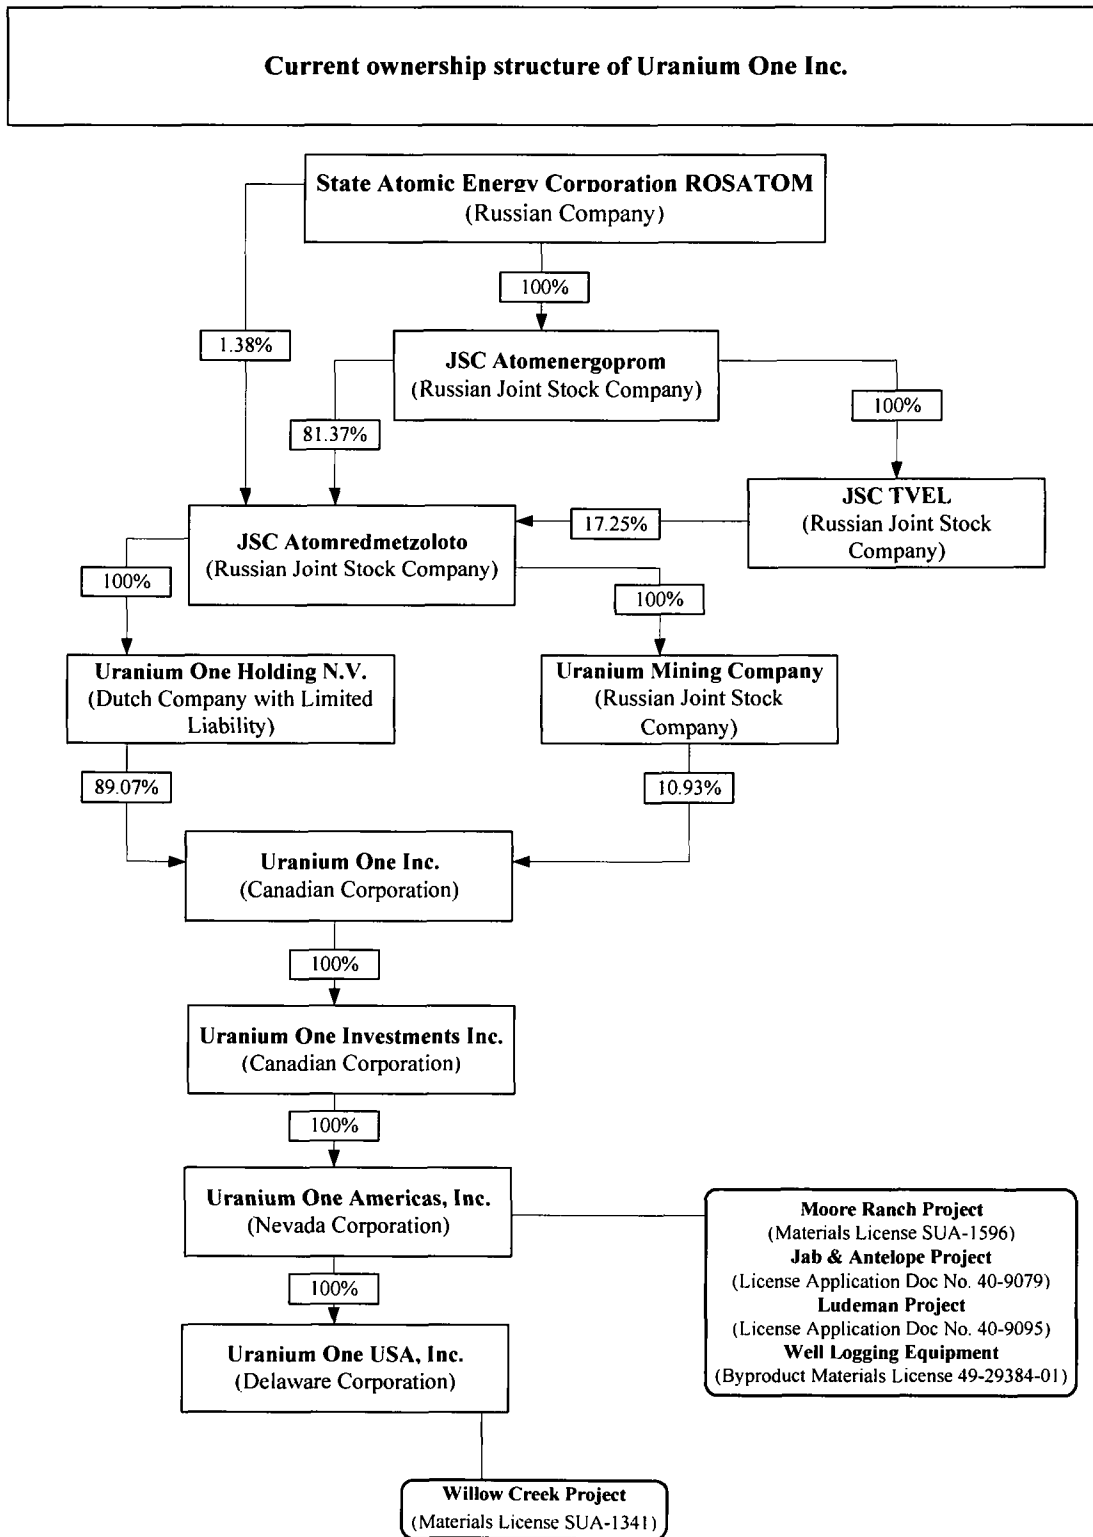 Current ownership structure of Uranium One Inc.
State Atomic Energy Corporation ROSATOM
(Russian Company)
100%
1.38%
JSC Atomenergoprom
(Russian Joint Stock Company)
81.37%
100%
JSC TVEL
(Russian Joint Stock
Company)
17.25%
JSC Atomredmetzoloto
(Russian Joint Stock Company)
100%
100%
Uranium One Holding N.V.
(Dutch Company with Limited
Liability)
Uranium Mining Company
(Russian Joint Stock
Company)
89.07%
10.93%
Uranium One Inc.
(Canadian Corporation)
100%
Uranium One Investments Inc.
(Canadian Corporation)
100%
Uranium One Americas, Inc.
(Nevada Corporation)
Moore Ranch Project
(Materials License SUA-1596)
Jab & Antelope Project
(License Application Doc No. 40-9079)
Ludeman Project
(License Application Doc No. 40-9095)
Well Logging Equipment
(Byproduct Materials License 49-29384-01)
100%
Uranium One USA, Inc.
(Delaware Corporation)
Willow Creek Project
(Materials License SUA-1341)